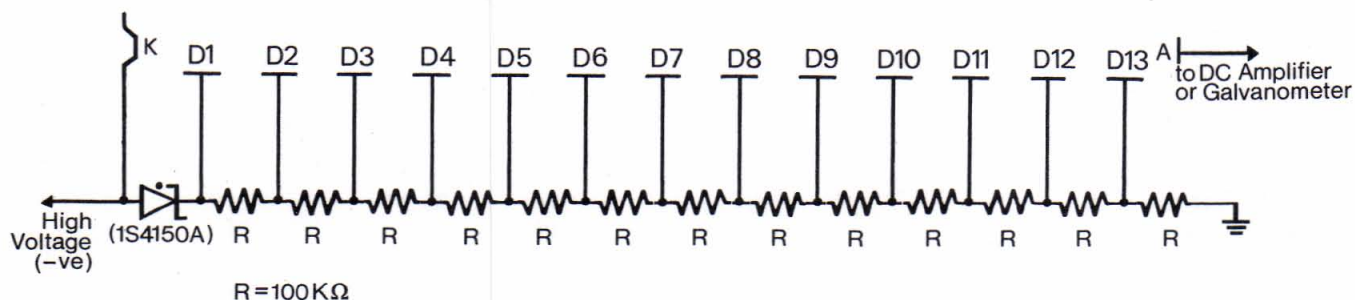 K
D1 D2 D3 D4 D5 D6 D7 D8 D9 D10 D11 D12 D13 A
to DC Amplifier
or Galvanometer
High
Voltage
(-ve)
(1S4150A) R R R R R R R R R R R R R
R=100KΩ